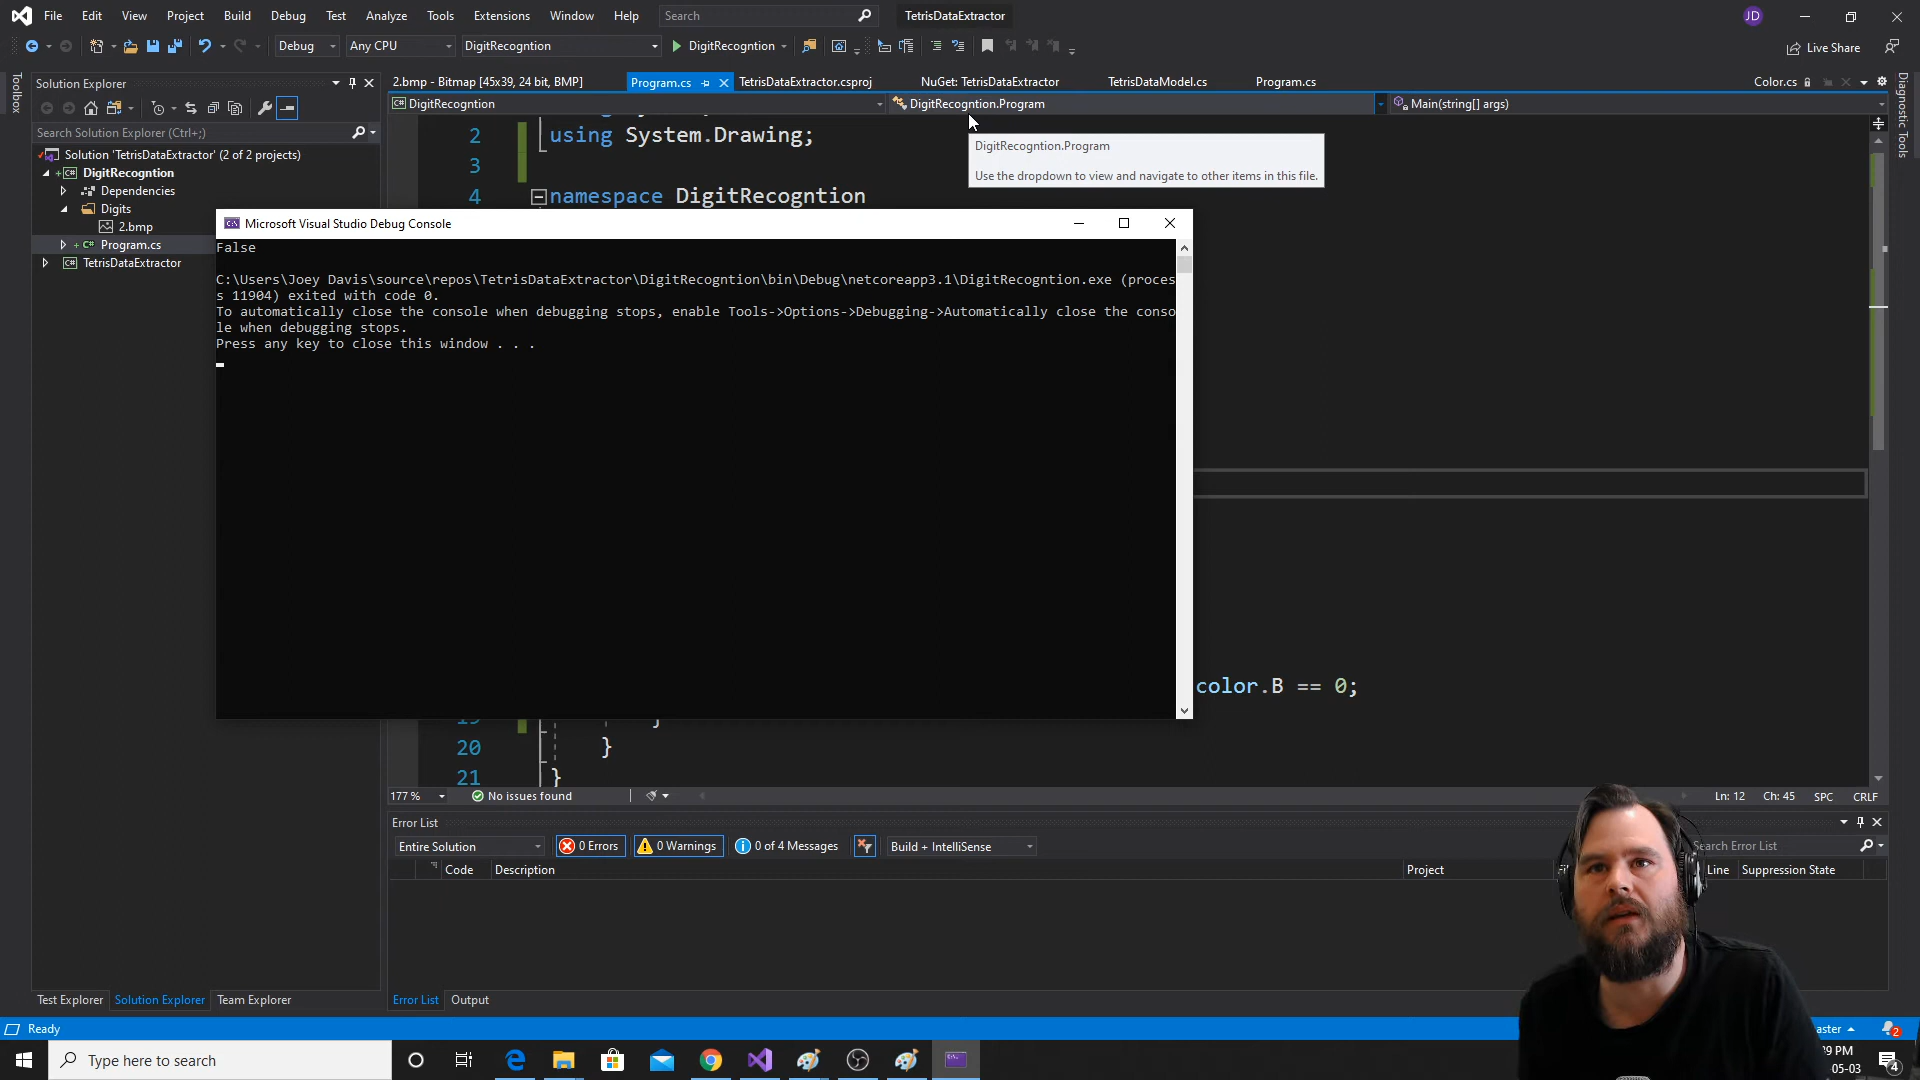 File Edit View Project Build Debug Test Analyze Tools Extensions Window Help Search TetrisDataExtractor JD
Debug Any CPU DigitRecogntion DigitRecogntion Live Share
Toolbox
Solution Explorer
Search Solution Explorer (Ctrl+;)
Solution 'TetrisDataExtractor' (2 of 2 projects)
DigitRecogntion
Dependencies
Digits
2.bmp
Program.cs
TetrisDataExtractor
Test Explorer Solution Explorer Team Explorer
2.bmp - Bitmap [45x39, 24 bit, BMP] Program.cs TetrisDataExtractor.csproj NuGet: TetrisDataExtractor TetrisDataModel.cs Program.cs Color.cs
DigitRecogntion DigitRecogntion.Program Main(string[] args)
2 using System.Drawing;
3
4 namespace DigitRecogntion
DigitRecogntion.Program
Use the dropdown to view and navigate to other items in this file.
Microsoft Visual Studio Debug Console
False
C:\Users\Joey Davis\source\repos\TetrisDataExtractor\DigitRecogntion\bin\Debug\netcoreapp3.1\DigitRecogntion.exe (proces
s 11904) exited with code 0.
To automatically close the console when debugging stops, enable Tools->Options->Debugging->Automatically close the conso
le when debugging stops.
Press any key to close this window . . .
color.B == 0;
19 }
20 }
21 }
177 % No issues found Ln: 12 Ch: 45 SPC CRLF
Error List
Entire Solution 0 Errors 0 Warnings 0 of 4 Messages Build + IntelliSense Search Error List
Code Description Project Line Suppression State
Error List Output
Diagnostic Tools
Ready 2
Type here to search
05-03
4